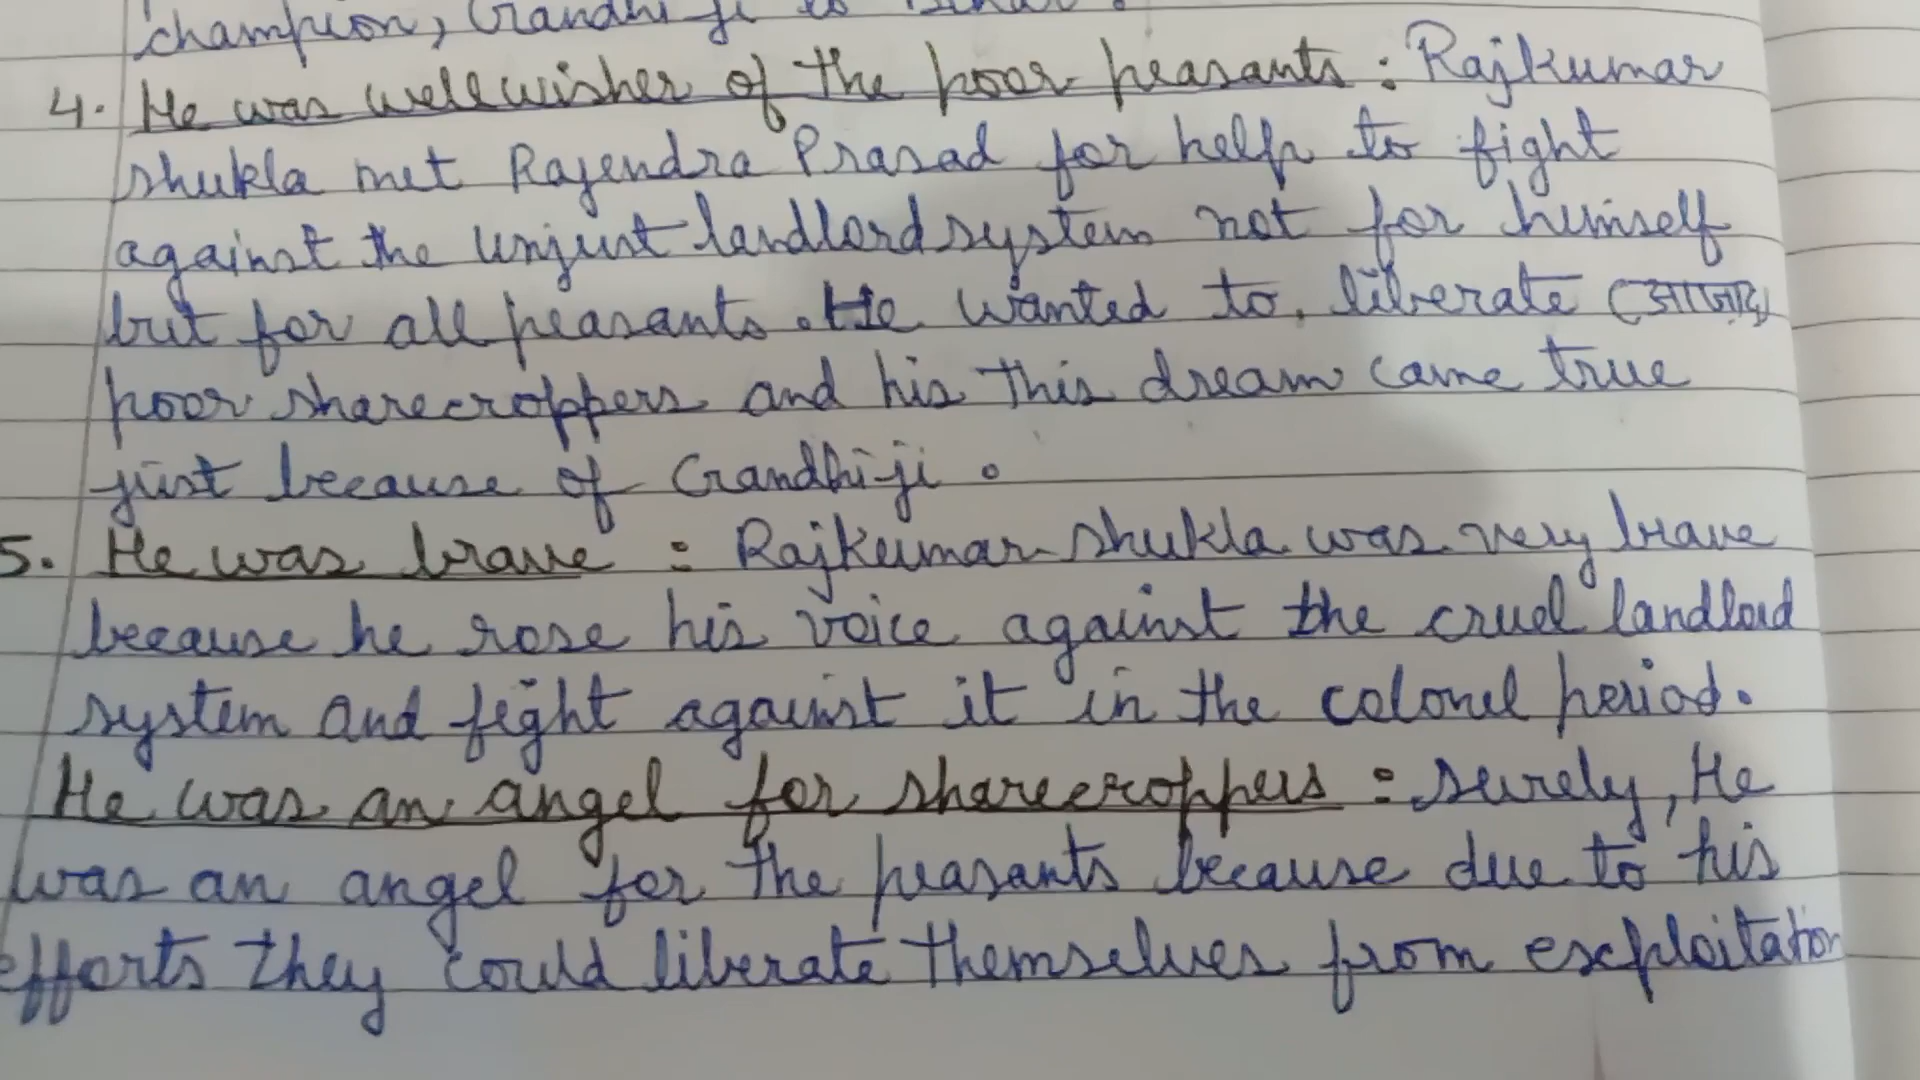 champion, Gandhi ji to Bihar.
4. He was wellwisher of the poor peasants : Rajkumar
shukla met Rajendra Prasad for help to fight
against the unjust landlord system not for himself
but for all peasants. He wanted to liberate (आजाद)
poor sharecroppers and his this dream came true
just because of Gandhi-ji.
5. He was brave : Rajkumar shukla was very brave
because he rose his voice against the cruel landlord
system and fight against it in the colonel period.
He was an angel for sharecroppers : surely, He
was an angel for the peasants because due to his
efforts they could liberate themselves from exploitation